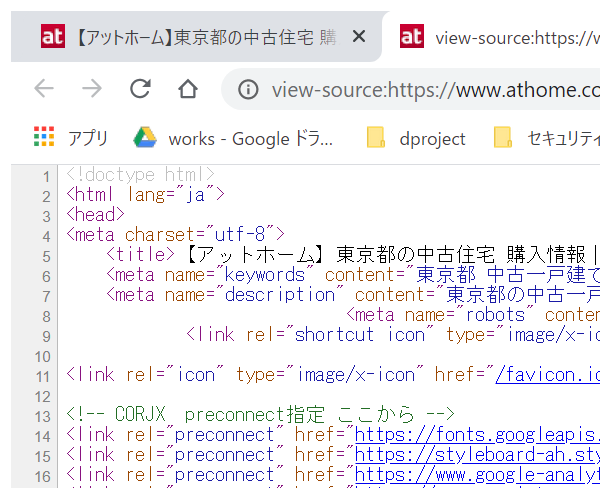 at 【アットホーム】東京都の中古住宅 購 ×
at view-source:https://w
view-source:https://www.athome.co
アプリ works - Google ドラ... dproject セキュリティ
1 <!doctype html>
2 <html lang="ja">
3 <head>
4 <meta charset="utf-8">
5 <title>【アットホーム】東京都の中古住宅 購入情報|
6 <meta name="keywords" content="東京都 中古一戸建て
7 <meta name="description" content="東京都の中古一戸
8 <meta name="robots" conten
9 <link rel="shortcut icon" type="image/x-ic
10
11 <link rel="icon" type="image/x-icon" href="/favicon.ic
12
13 <!-- CORJX preconnect指定 ここから -->
14 <link rel="preconnect" href="https://fonts.googleapis.
15 <link rel="preconnect" href="https://styleboard-ah.sty
16 <link rel="preconnect" href="https://www.google-analyt